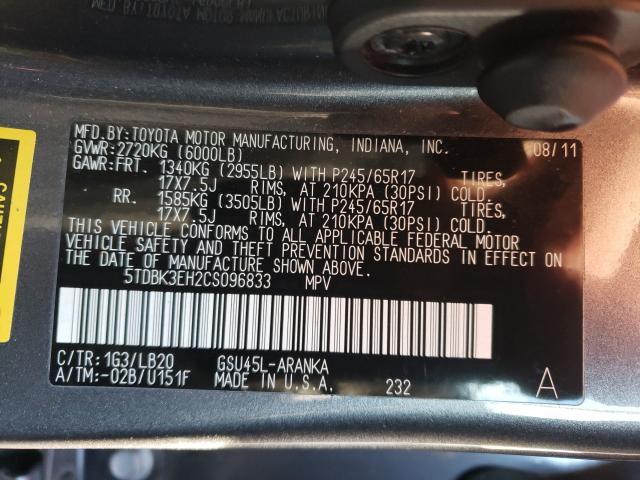 MFD.BY:TOYOTA MOTOR MANUFACTURING, INDIANA, INC. 08/11
GVWR:2720KG (6000LB)
GAWR:FRT. 1340KG (2955LB) WITH P245/65R17 TIRES,
17X7.5J RIMS, AT 210KPA (30PSI) COLD.
RR. 1585KG (3505LB) WITH P245/65R17 TIRES,
17X7.5J RIMS, AT 210KPA (30PSI) COLD.
THIS VEHICLE CONFORMS TO ALL APPLICABLE FEDERAL MOTOR
VEHICLE SAFETY AND THEFT PREVENTION STANDARDS IN EFFECT ON
THE DATE OF MANUFACTURE SHOWN ABOVE.
5TDBK3EH2CS096833 MPV
C/TR:1G3/LB20 GSU45L-ARANKA
A/TM:-02B/U151F MADE IN U.S.A. 232 A